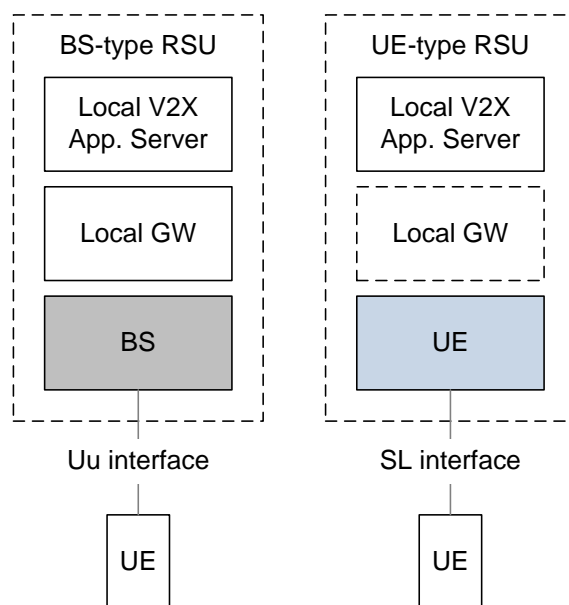 BS-type RSU
Local V2X
App. Server
Local GW
BS
Uu interface
UE
UE-type RSU
Local V2X
App. Server
Local GW
UE
SL interface
UE